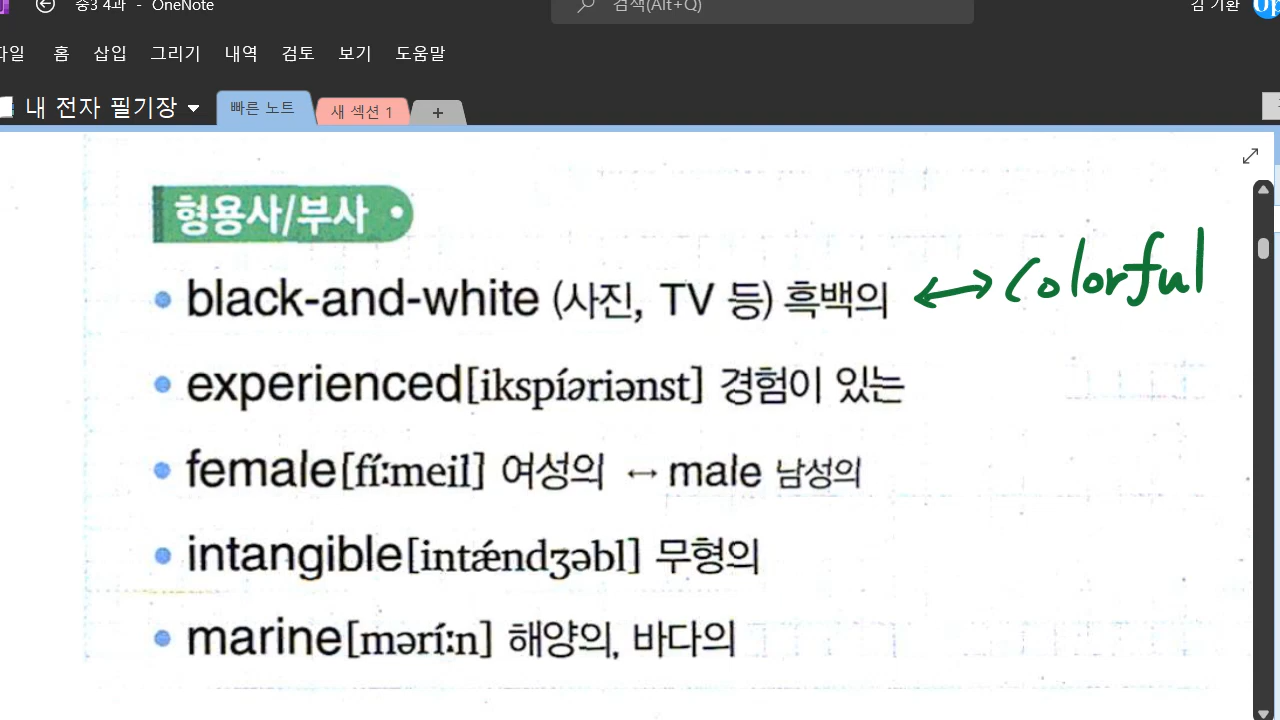 중3 4과 - OneNote
검색(Alt+Q)
김 기환
파일 홈 삽입 그리기 내역 검토 보기 도움말
내 전자 필기장 빠른 노트 새 섹션 1 +
형용사/부사
• black-and-white (사진, TV 등) 흑백의 ↔ colorful
• experienced[ikspíəriənst] 경험이 있는
• female[fíːmeil] 여성의 ↔ male 남성의
• intangible[intǽndʒəbl] 무형의
• marine[məríːn] 해양의, 바다의